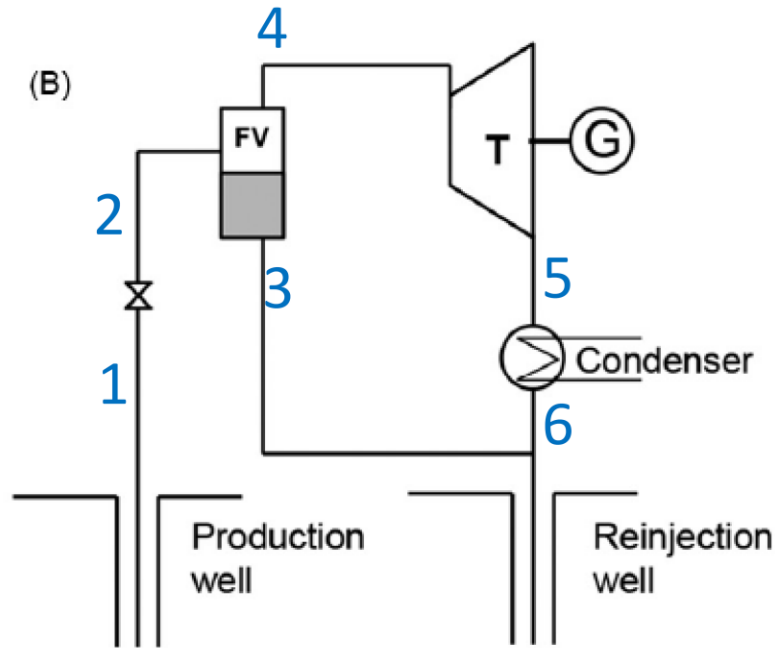 4
(B)
FV
T
G
2
3
5
Condenser
1
6
Production
well
Reinjection
well